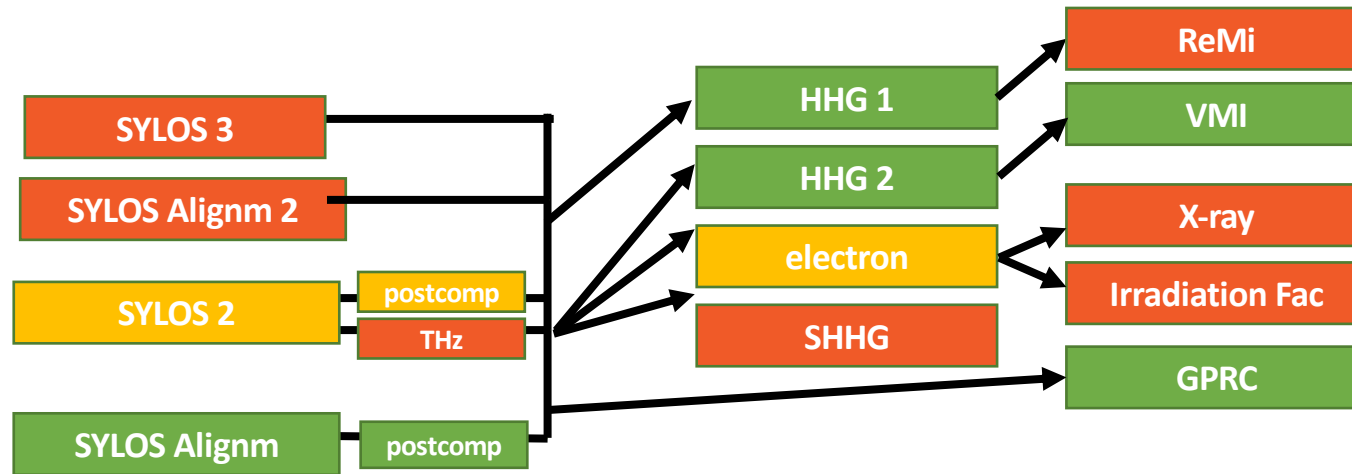 SYLOS 3
SYLOS Alignm 2
SYLOS 2
postcomp
THz
SYLOS Alignm
postcomp
HHG 1
HHG 2
electron
SHHG
ReMi
VMI
X-ray
Irradiation Fac
GPRC